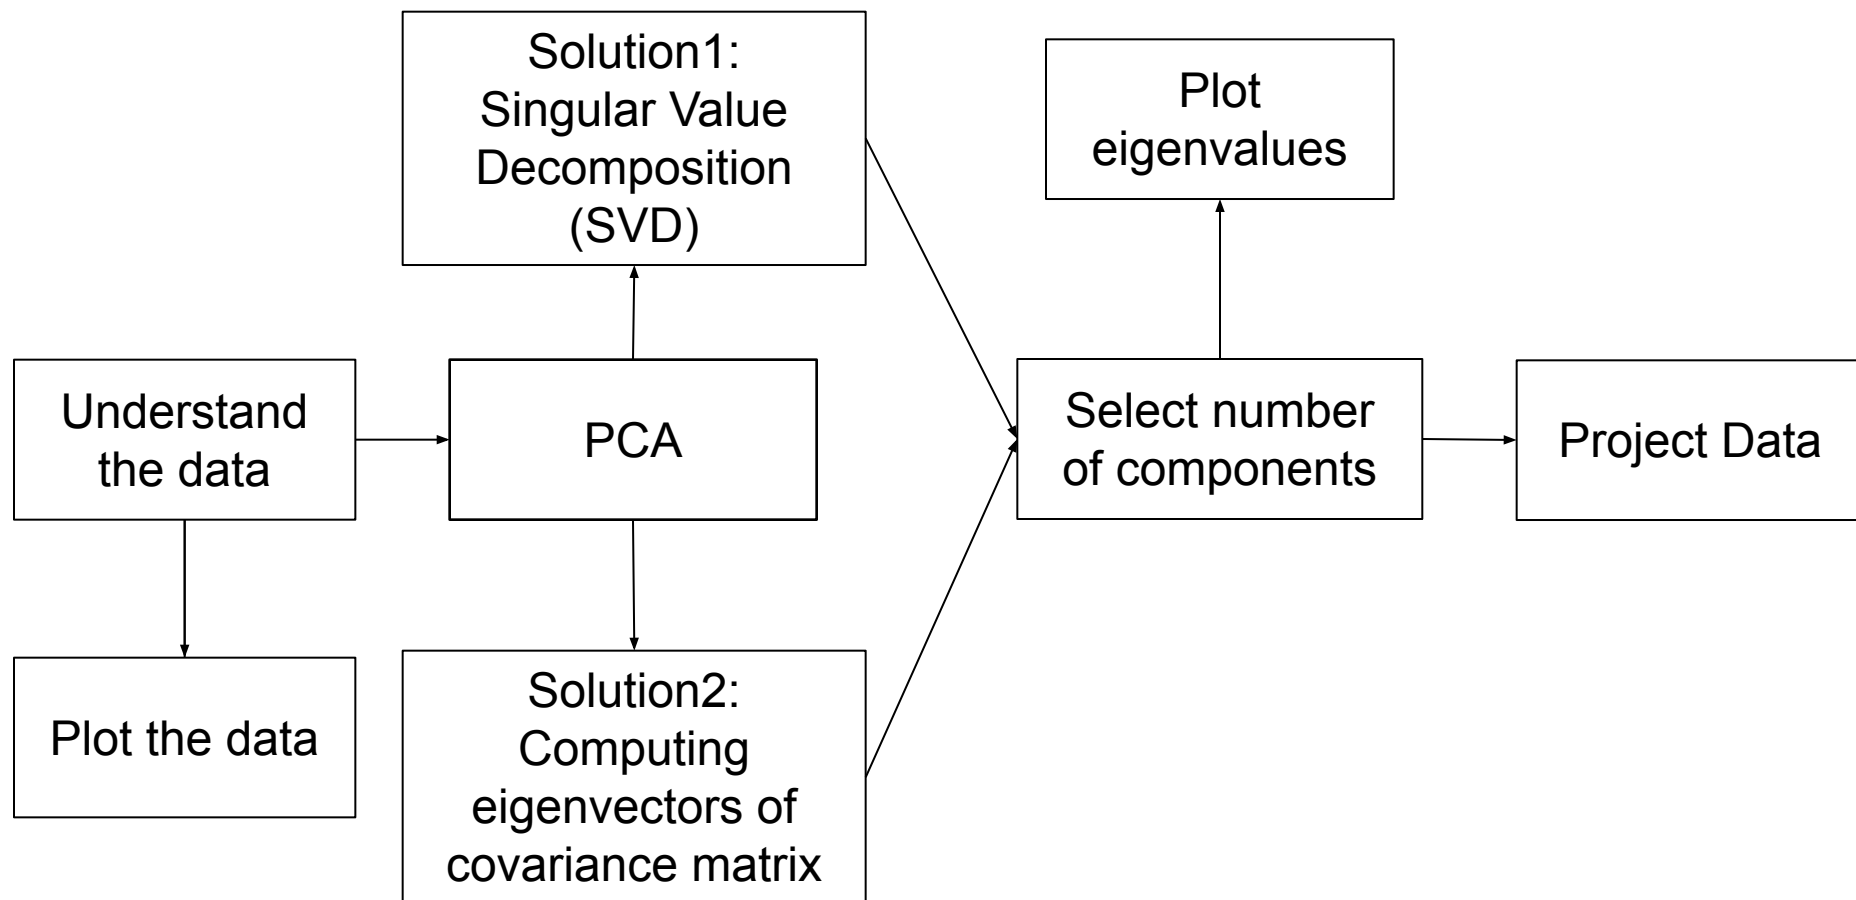 Solution1:
Singular Value
Decomposition
(SVD)
Plot
eigenvalues
Understand
the data
PCA
Select number
of components
Project Data
Plot the data
Solution2:
Computing
eigenvectors of
covariance matrix